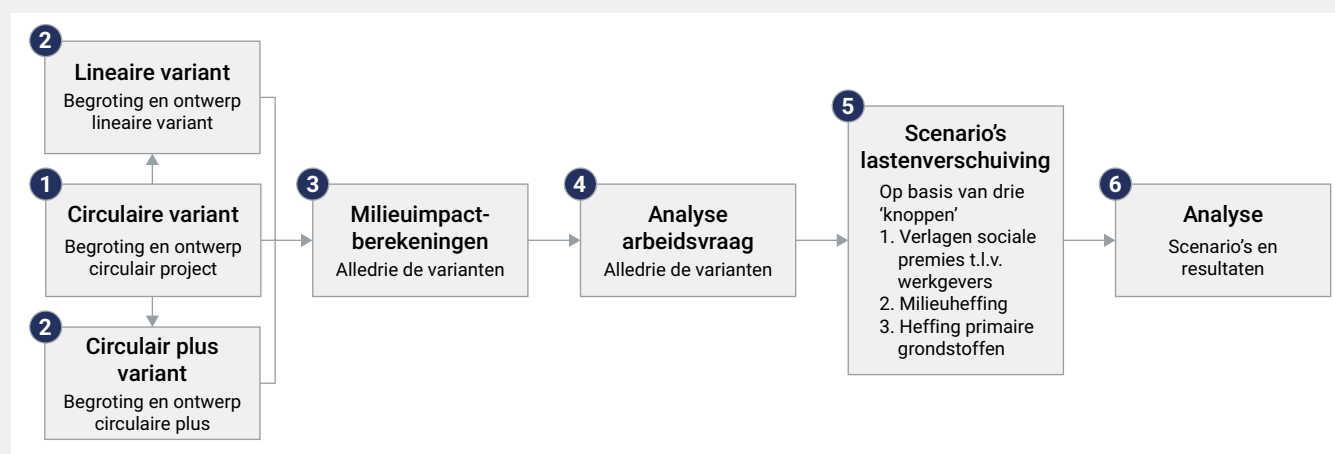 2
Lineaire variant
Begroting en ontwerp
lineaire variant
1
Circulaire variant
Begroting en ontwerp
circulair project
2
Circulair plus
variant
Begroting en ontwerp
circulaire plus
3
Milieuimpact-
berekeningen
Alledrie de varianten
4
Analyse
arbeidsvraag
Alledrie de varianten
5
Scenario's
lastenverschuiving
Op basis van drie
'knoppen'
1. Verlagen sociale
premies t.l.v.
werkgevers
2. Milieuheffing
3. Heffing primaire
grondstoffen
6
Analyse
Scenario's en
resultaten